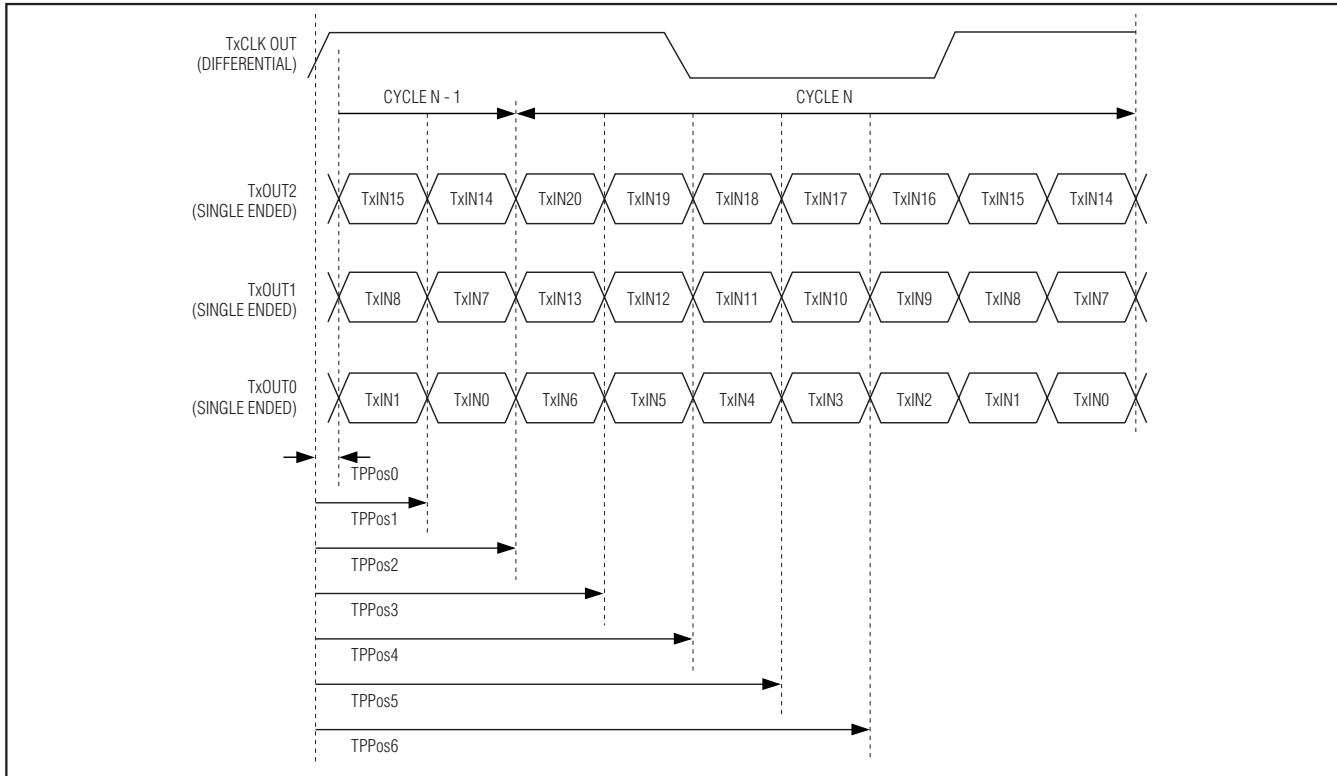 TxCLK OUT
(DIFFERENTIAL)
CYCLE N - 1 CYCLE N
TxOUT2
(SINGLE ENDED)
TxIN15 TxIN14 TxIN20 TxIN19 TxIN18 TxIN17 TxIN16 TxIN15 TxIN14
TxOUT1
(SINGLE ENDED)
TxIN8 TxIN7 TxIN13 TxIN12 TxIN11 TxIN10 TxIN9 TxIN8 TxIN7
TxOUT0
(SINGLE ENDED)
TxIN1 TxIN0 TxIN6 TxIN5 TxIN4 TxIN3 TxIN2 TxIN1 TxIN0
TPPos0
TPPos1
TPPos2
TPPos3
TPPos4
TPPos5
TPPos6